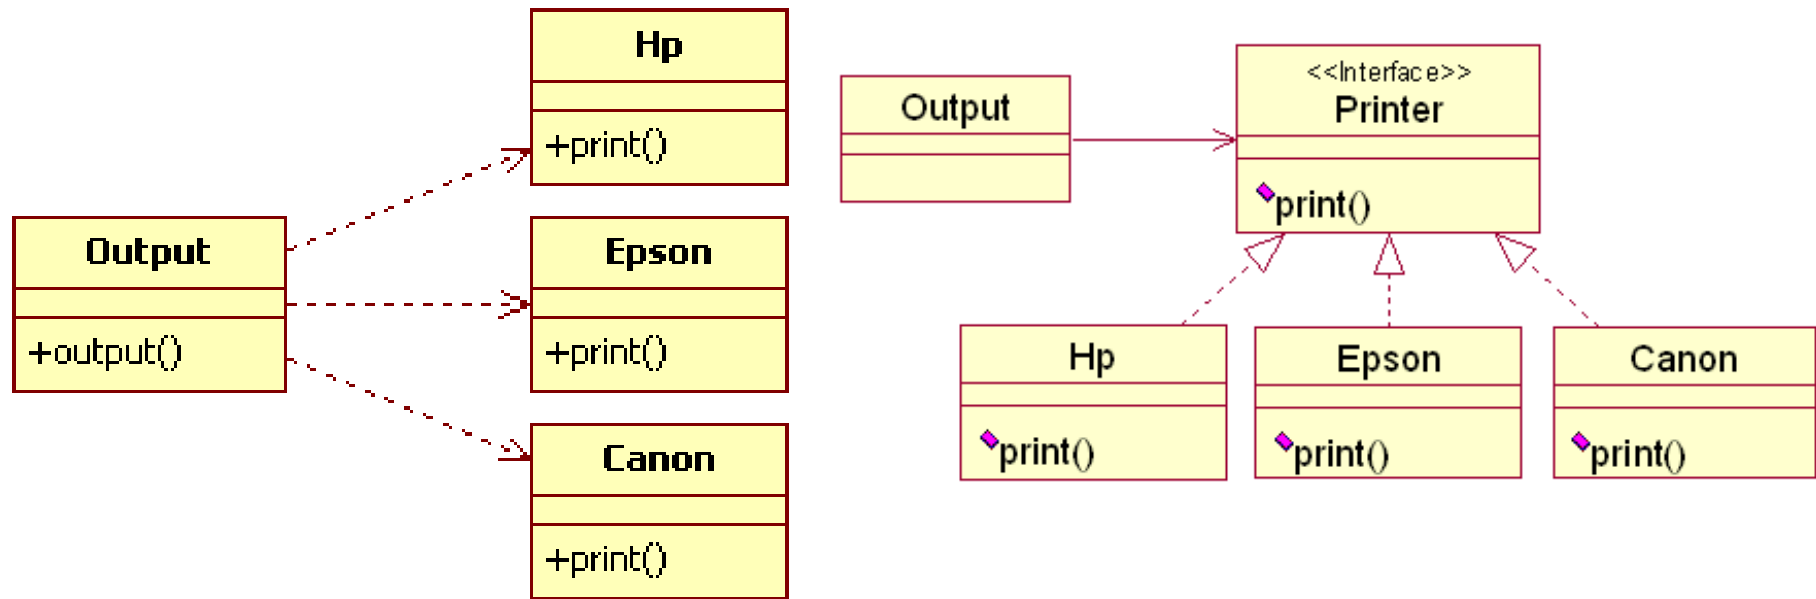 Hp
+print()
Output
+output()
Epson
+print()
Canon
+print()
Output
<<Interface>>
Printer
print()
Hp
print()
Epson
print()
Canon
print()